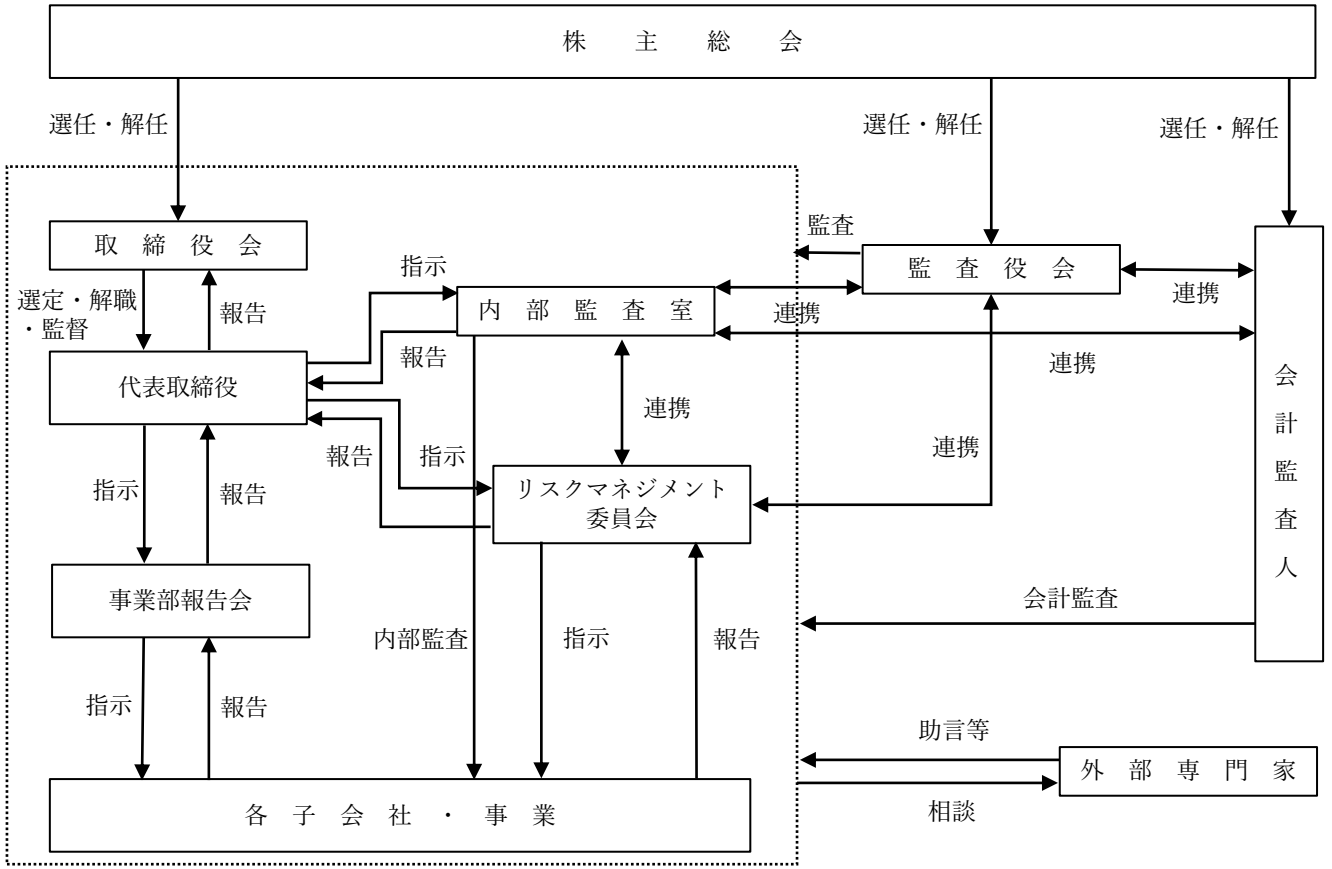 株主総会
選任・解任
選任・解任
選任・解任
取締役会
監査
監査役会
指示
選定・解職
・監督
報告
内部監査室
連携
連携
報告
連携
代表取締役
会計監査人
連携
報告
指示
連携
指示
報告
リスクマネジメント
委員会
事業部報告会
会計監査
内部監査
指示
報告
指示
報告
助言等
外部専門家
各子会社・事業
相談